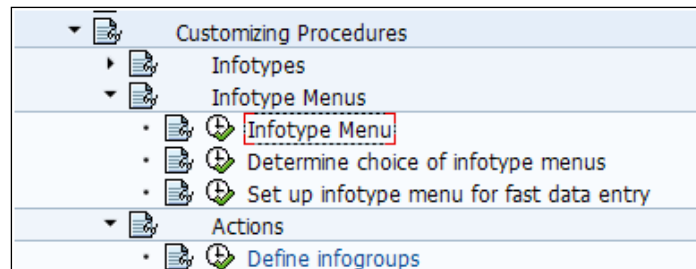 Customizing Procedures
Infotypes
Infotype Menus
Infotype Menu
Determine choice of infotype menus
Set up infotype menu for fast data entry
Actions
Define infogroups